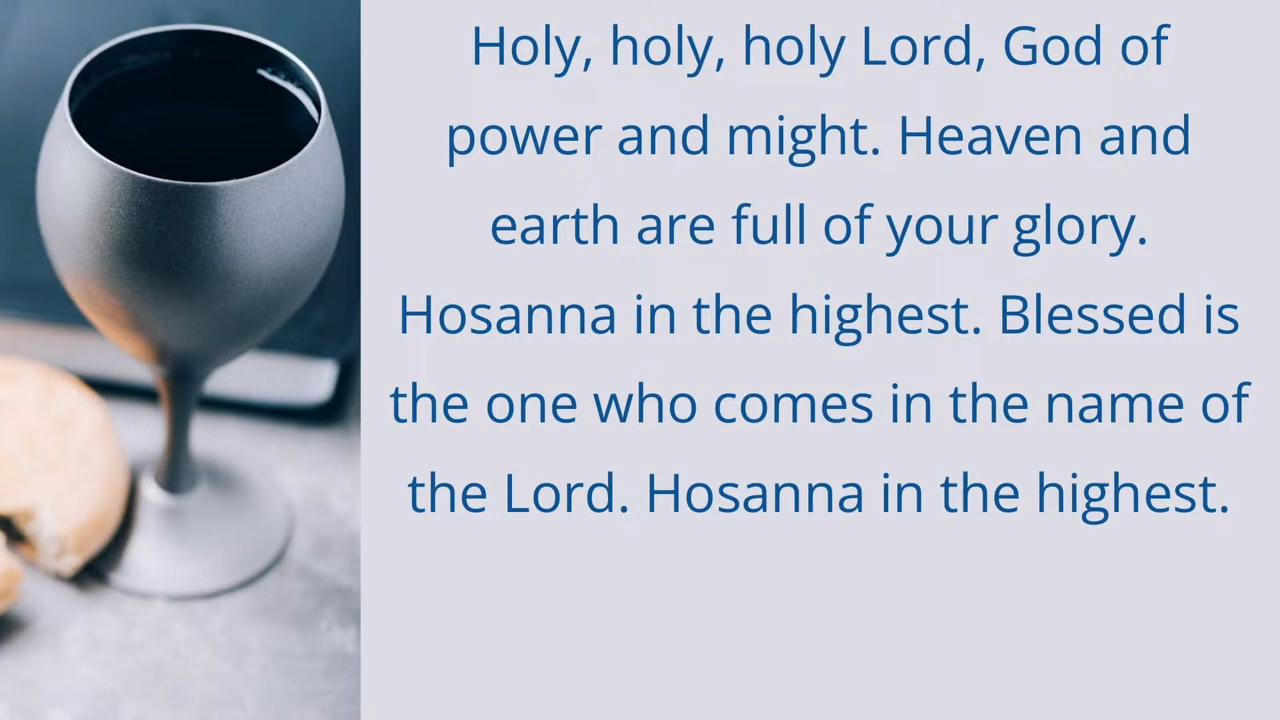 Holy, holy, holy Lord, God of
power and might. Heaven and
earth are full of your glory.
Hosanna in the highest. Blessed is
the one who comes in the name of
the Lord. Hosanna in the highest.